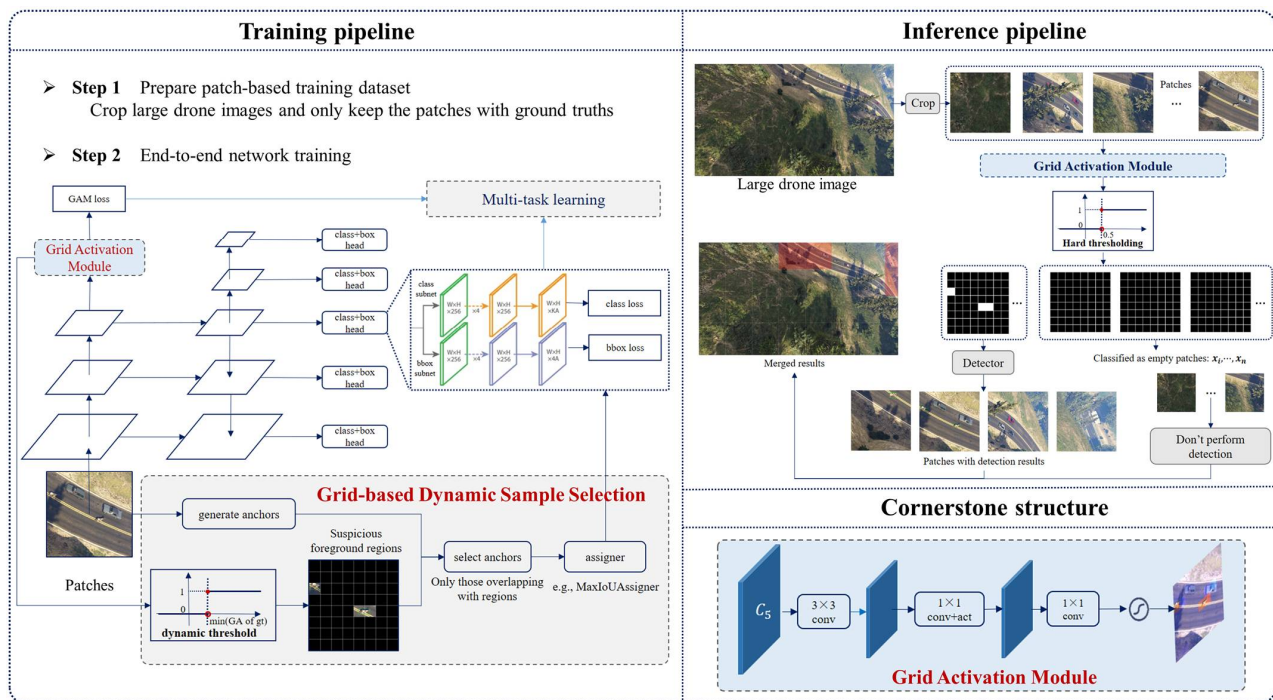 Training pipeline
➢ Step 1 Prepare patch-based training dataset
Crop large drone images and only keep the patches with ground truths
➢ Step 2 End-to-end network training
GAM loss
Multi-task learning
Grid Activation
Module
class+box
head
class+box
head
class+box
head
class+box
head
class+box
head
class
subnet
W×H
×256
×4
W×H
×256
W×H
×KA
class loss
W×H
×256
×4
W×H
×256
W×H
×4A
bbox loss
bbox
subnet
Patches
Grid-based Dynamic Sample Selection
generate anchors
Suspicious
foreground regions
select anchors
assigner
Only those overlapping
with regions
e.g., MaxIoUAssigner
1
0
min(GA of gt)
dynamic threshold
Inference pipeline
Large drone image
Crop
Patches
...
Grid Activation Module
1
0
0.5
Hard thresholding
...
...
Classified as empty patches: xᵢ,⋯,xₙ
Detector
Merged results
...
Don't perform
detection
Patches with detection results
Cornerstone structure
C₅
3×3
conv
1×1
conv+act
1×1
conv
Grid Activation Module